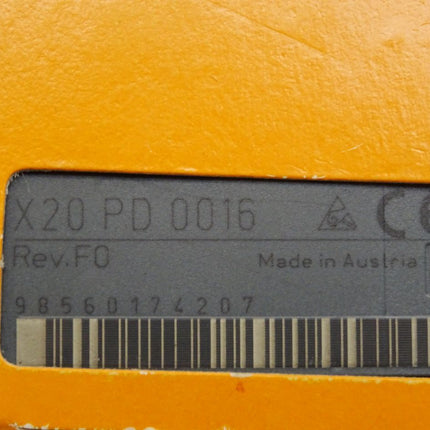 X20 PD 0016 CE
Rev.F0 Made in Austria
98560174207